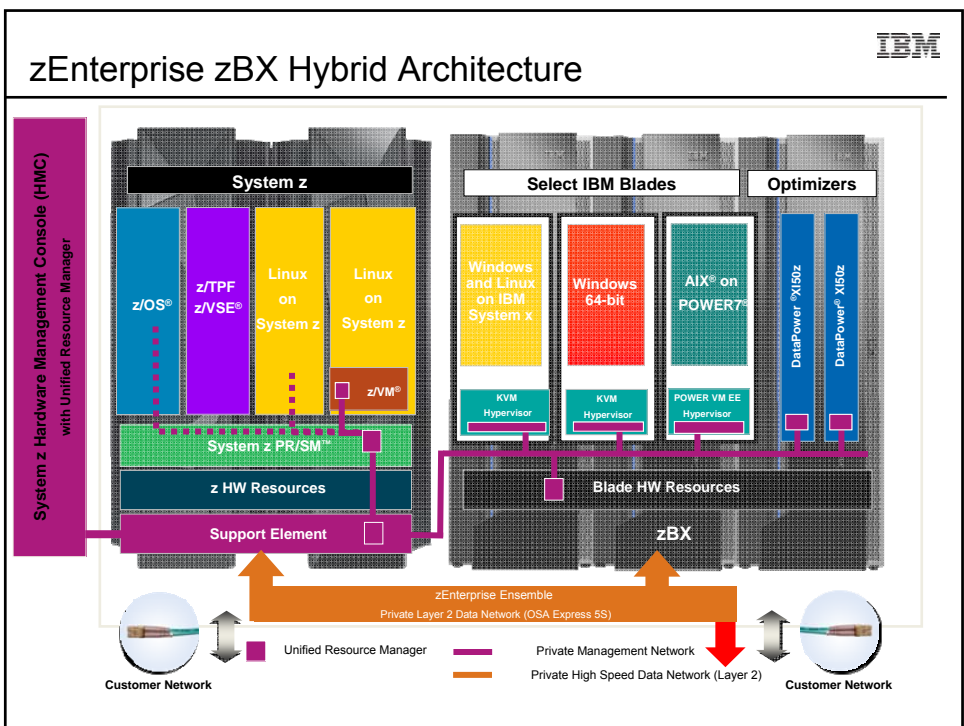 IBM
zEnterprise zBX Hybrid Architecture
System z Hardware Management Console (HMC)
with Unified Resource Manager
System z
z/OS®
z/TPF
z/VSE®
Linux
on
System z
Linux
on
System z
z/VM®
System z PR/SM™
z HW Resources
Support Element
Select IBM Blades
Optimizers
Windows
and Linux
on IBM
System x
Windows
64-bit
AIX® on
POWER7®
DataPower ®XI50z
DataPower® XI50z
KVM
Hypervisor
KVM
Hypervisor
POWER VM EE
Hypervisor
Blade HW Resources
zBX
zEnterprise Ensemble
Private Layer 2 Data Network (OSA Express 5S)
Customer Network
Unified Resource Manager
Private Management Network
Private High Speed Data Network (Layer 2)
Customer Network